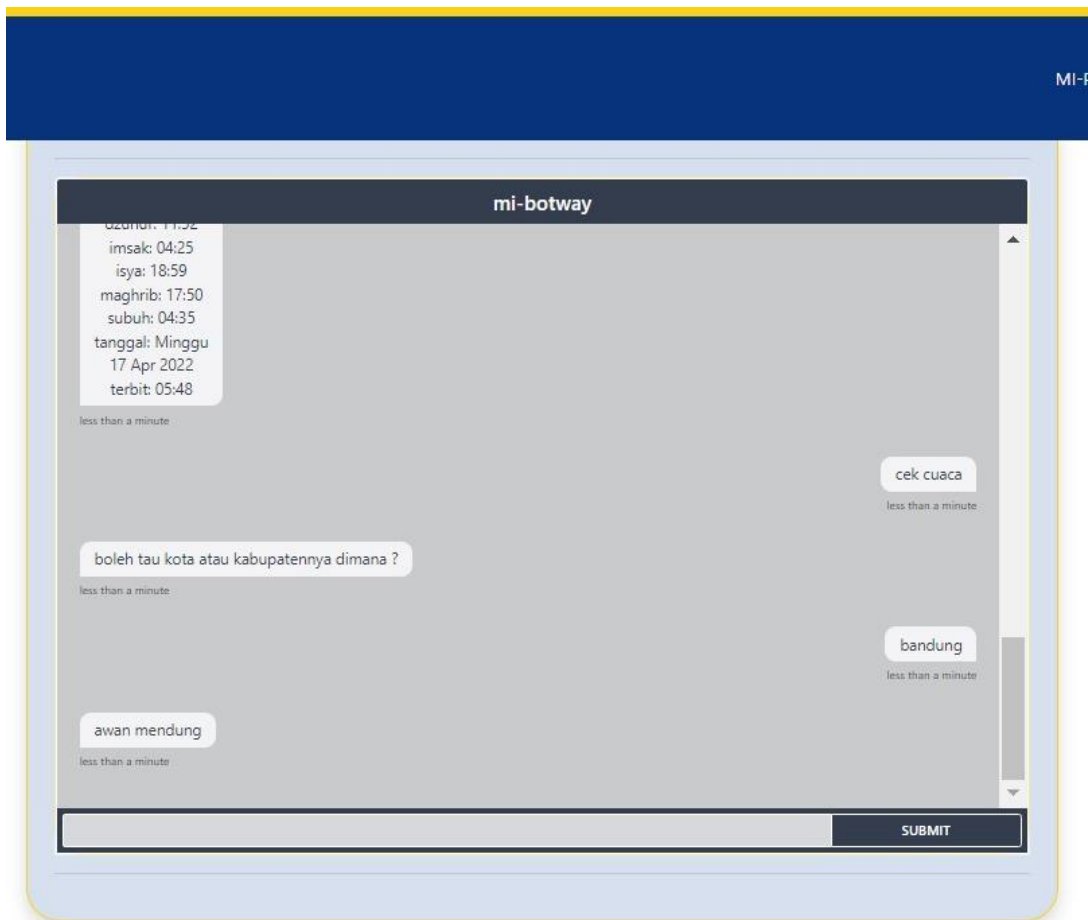 MI-
mi-botway
imsak: 04:25
isya: 18:59
maghrib: 17:50
subuh: 04:35
tanggal: Minggu
17 Apr 2022
terbit: 05:48
less than a minute
cek cuaca
less than a minute
boleh tau kota atau kabupatennya dimana ?
less than a minute
bandung
less than a minute
awan mendung
less than a minute
SUBMIT